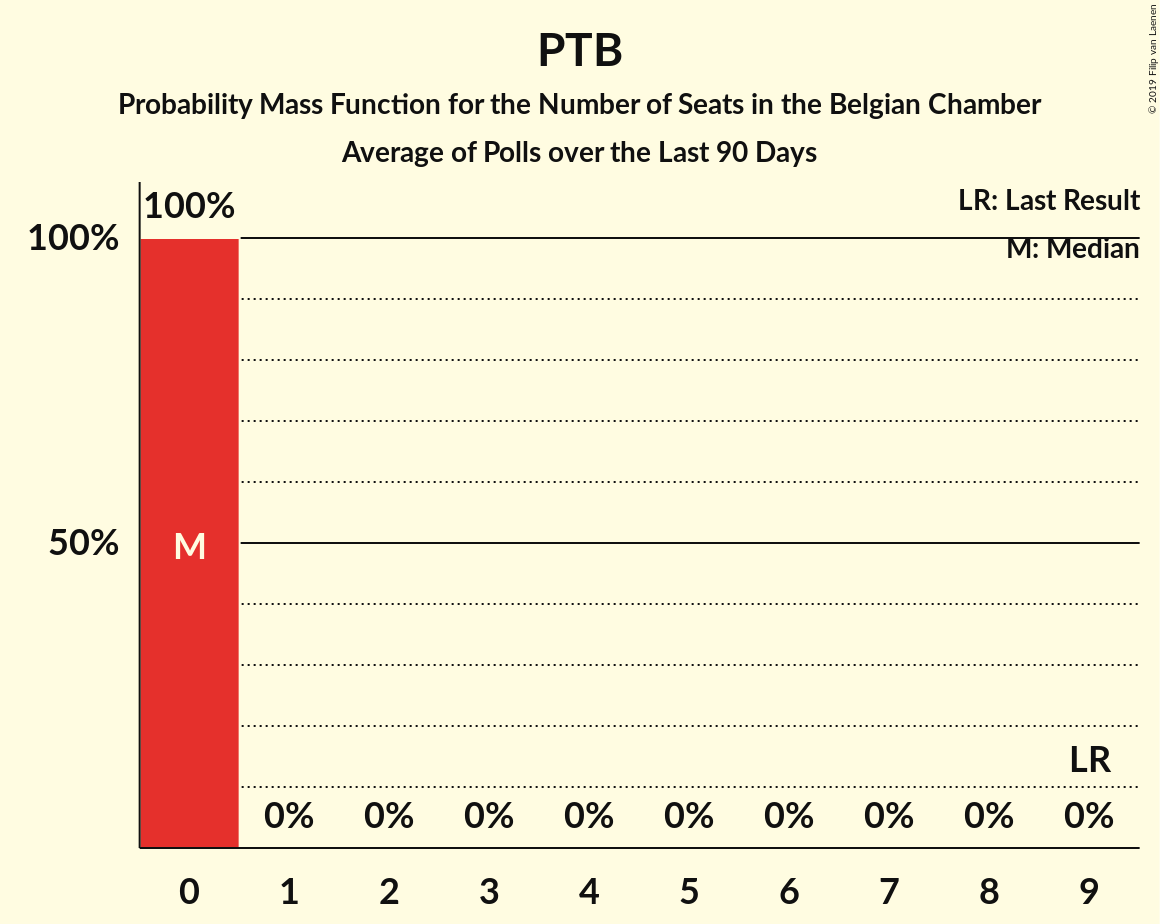 PTB
Probability Mass Function for the Number of Seats in the Belgian Chamber
Average of Polls over the Last 90 Days
© 2019 Filip van Laenen
LR: Last Result
M: Median
100%
100%
50%
M
LR
0% 0% 0% 0% 0% 0% 0% 0% 0%
0 1 2 3 4 5 6 7 8 9